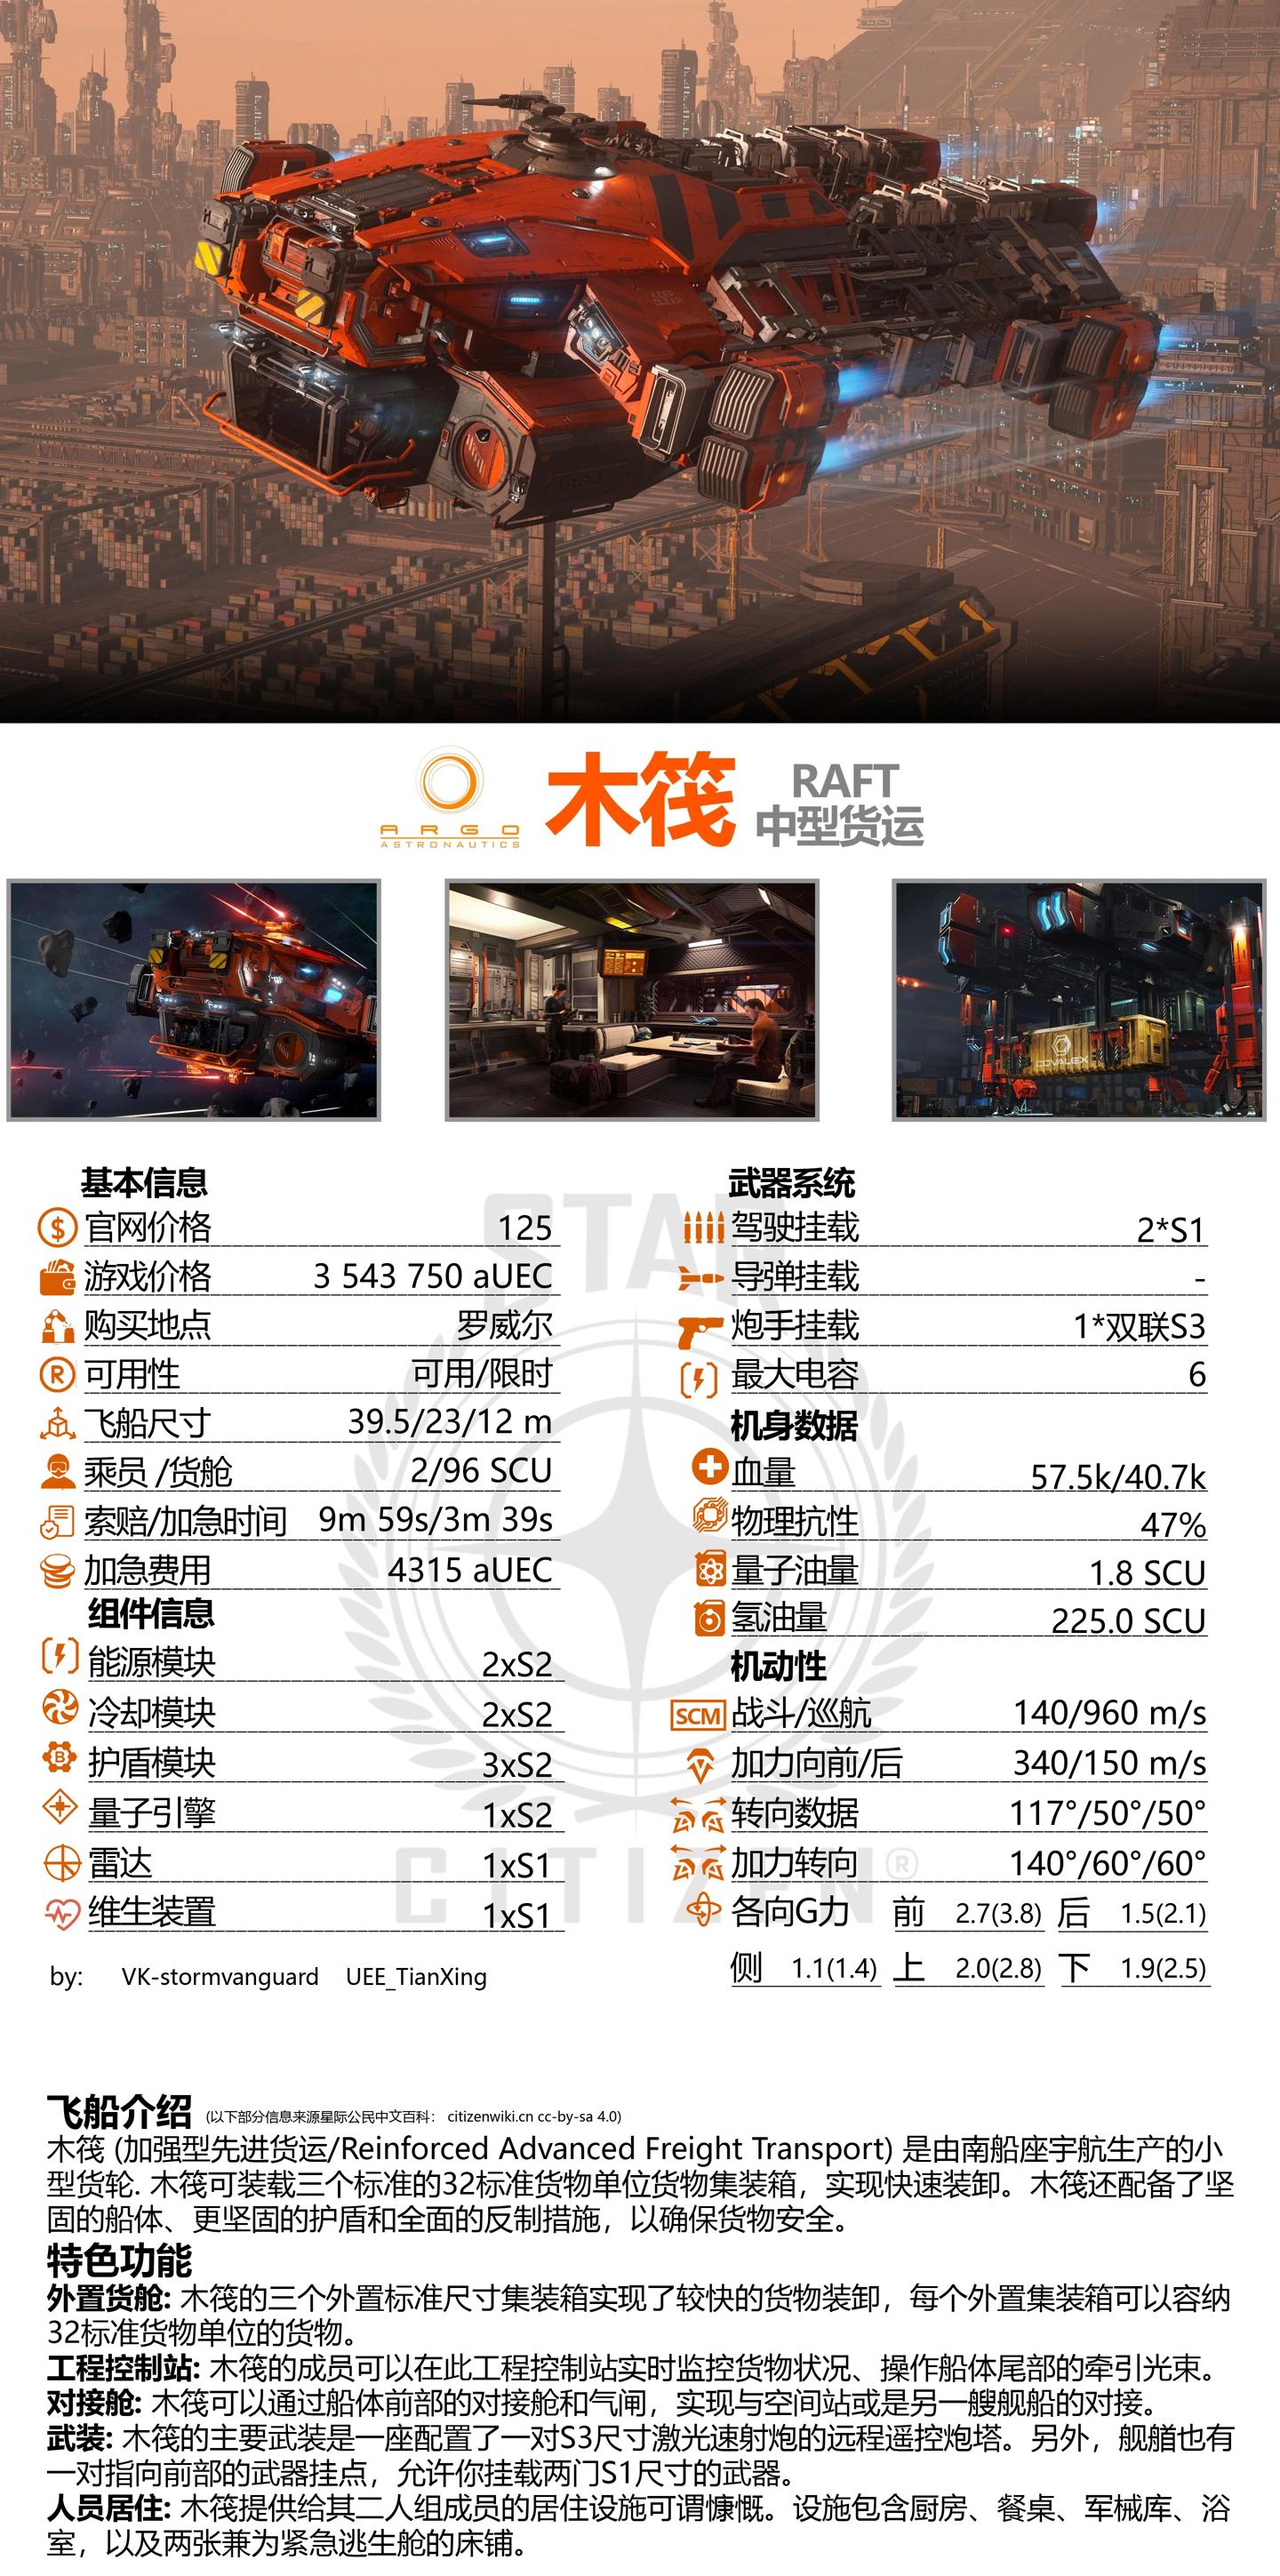 ARGO
ASTRONAUTICS
木筏
RAFT
中型货运
COVALEX
STAR
CITIZEN®
基本信息
官网价格 125
游戏价格 3 543 750 aUEC
购买地点 罗威尔
可用性 可用/限时
飞船尺寸 39.5/23/12 m
乘员 /货舱 2/96 SCU
索赔/加急时间 9m 59s/3m 39s
加急费用 4315 aUEC
组件信息
能源模块 2xS2
冷却模块 2xS2
护盾模块 3xS2
量子引擎 1xS2
雷达 1xS1
维生装置 1xS1
by: VK-stormvanguard UEE_TianXing
武器系统
驾驶挂载 2*S1
导弹挂载 -
炮手挂载 1*双联S3
最大电容 6
机身数据
血量 57.5k/40.7k
物理抗性 47%
量子油量 1.8 SCU
氢油量 225.0 SCU
机动性
SCM 战斗/巡航 140/960 m/s
加力向前/后 340/150 m/s
转向数据 117°/50°/50°
加力转向 140°/60°/60°
各向G力 前 2.7(3.8) 后 1.5(2.1)
侧 1.1(1.4) 上 2.0(2.8) 下 1.9(2.5)
飞船介绍 (以下部分信息来源星际公民中文百科： citizenwiki.cn cc-by-sa 4.0)
木筏 (加强型先进货运/Reinforced Advanced Freight Transport) 是由南船座宇航生产的小
型货轮. 木筏可装载三个标准的32标准货物单位货物集装箱，实现快速装卸。木筏还配备了坚
固的船体、更坚固的护盾和全面的反制措施，以确保货物安全。
特色功能
外置货舱: 木筏的三个外置标准尺寸集装箱实现了较快的货物装卸，每个外置集装箱可以容纳
32标准货物单位的货物。
工程控制站: 木筏的成员可以在此工程控制站实时监控货物状况、操作船体尾部的牵引光束。
对接舱: 木筏可以通过船体前部的对接舱和气闸，实现与空间站或是另一艘舰船的对接。
武装: 木筏的主要武装是一座配置了一对S3尺寸激光速射炮的远程遥控炮塔。另外，舰艏也有
一对指向前部的武器挂点，允许你挂载两门S1尺寸的武器。
人员居住: 木筏提供给其二人组成员的居住设施可谓慷慨。设施包含厨房、餐桌、军械库、浴
室，以及两张兼为紧急逃生舱的床铺。